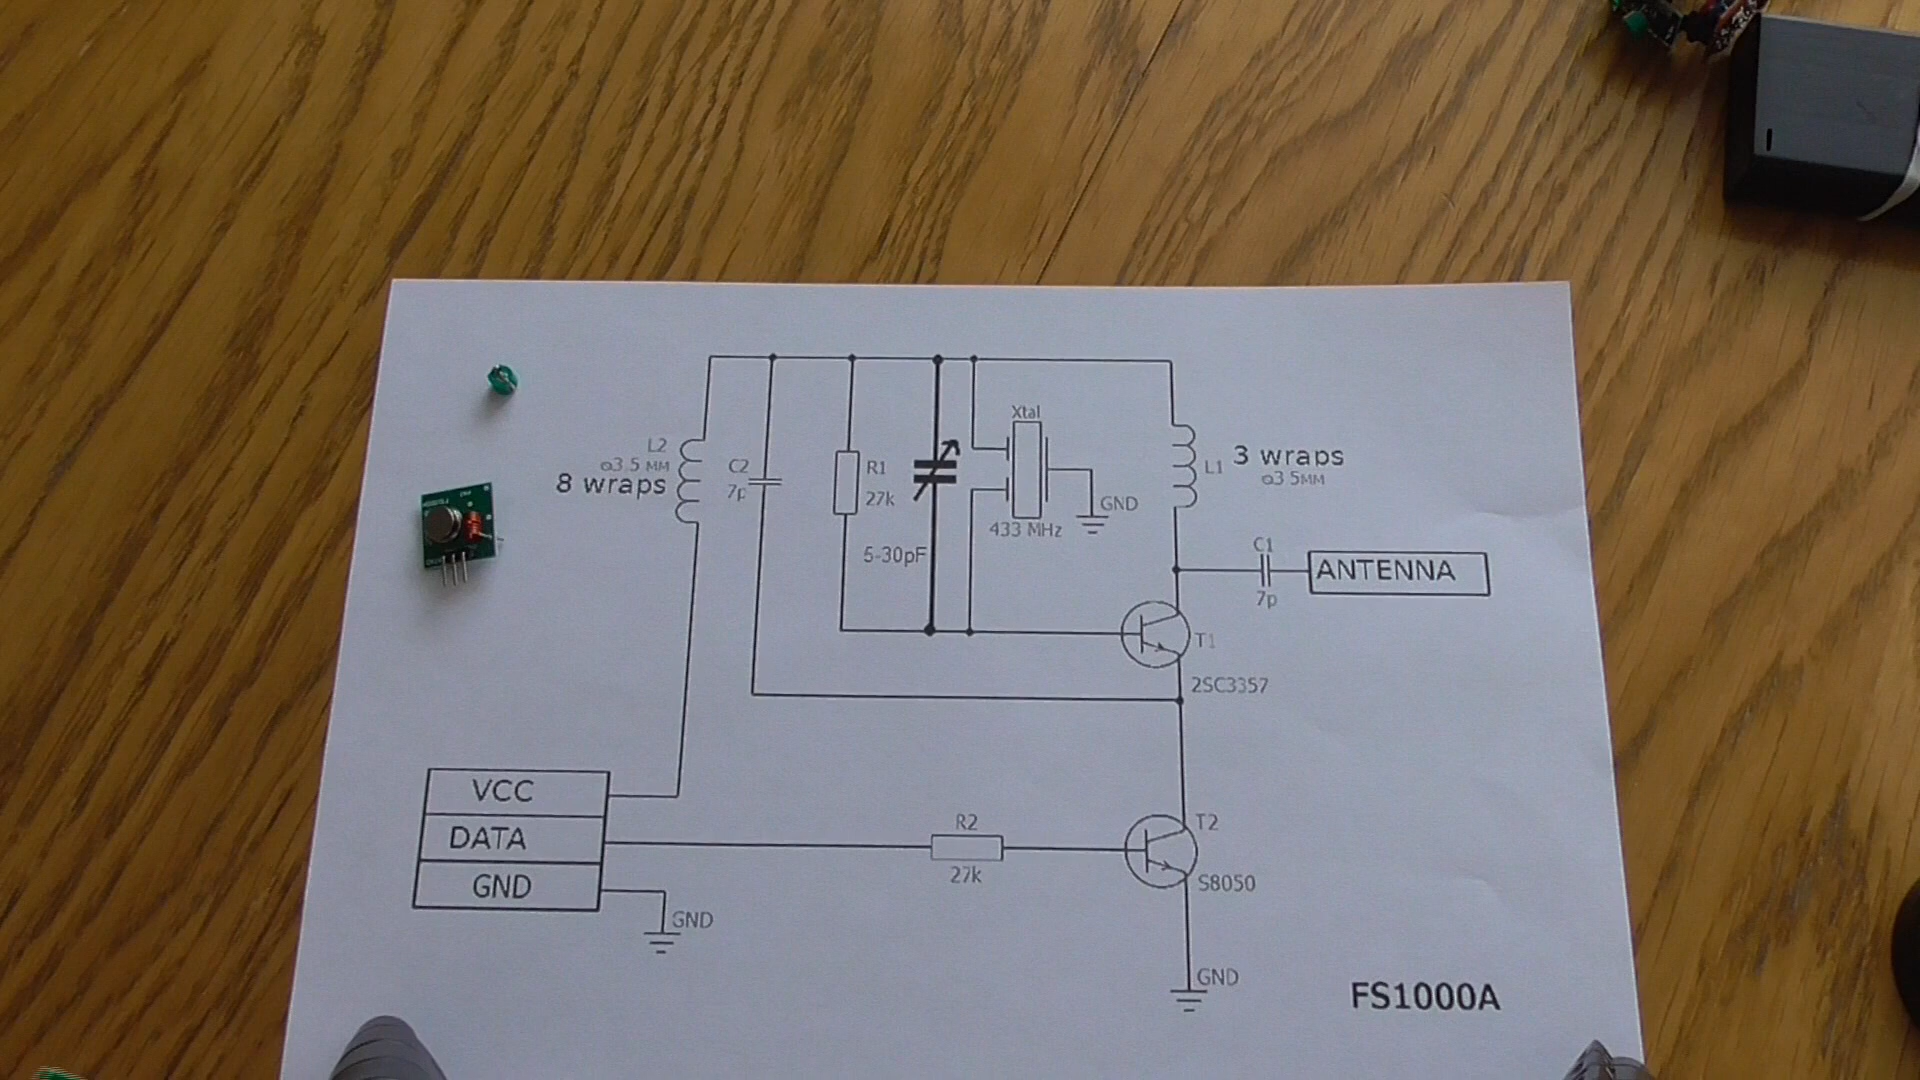 Xtal
L2
ø3.5 мм
8 wraps
C2
7p
R1
27k
5-30pF
433 MHz
GND
L1
3 wraps
ø3.5мм
C1
7p
ANTENNA
T1
2SC3357
VCC
DATA
GND
GND
R2
27k
T2
S8050
GND
FS1000A